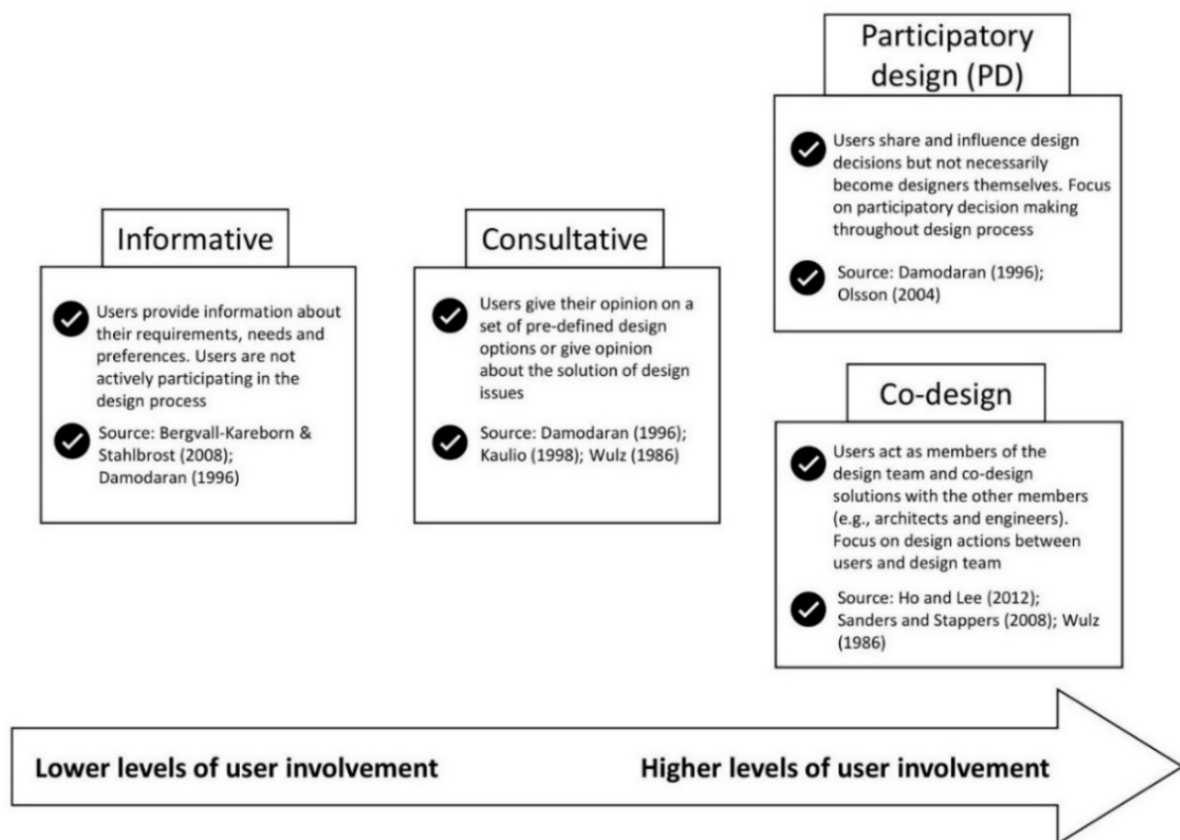 Informative
Users provide information about
their requirements, needs and
preferences. Users are not
actively participating in the
design process
Source: Bergvall-Kareborn &
Stahlbrost (2008);
Damodaran (1996)
Consultative
Users give their opinion on a
set of pre-defined design
options or give opinion
about the solution of design
issues
Source: Damodaran (1996);
Kaulio (1998); Wulz (1986)
Participatory
design (PD)
Users share and influence design
decisions but not necessarily
become designers themselves. Focus
on participatory decision making
throughout design process
Source: Damodaran (1996);
Olsson (2004)
Co-design
Users act as members of the
design team and co-design
solutions with the other members
(e.g., architects and engineers).
Focus on design actions between
users and design team
Source: Ho and Lee (2012);
Sanders and Stappers (2008); Wulz
(1986)
Lower levels of user involvement
Higher levels of user involvement